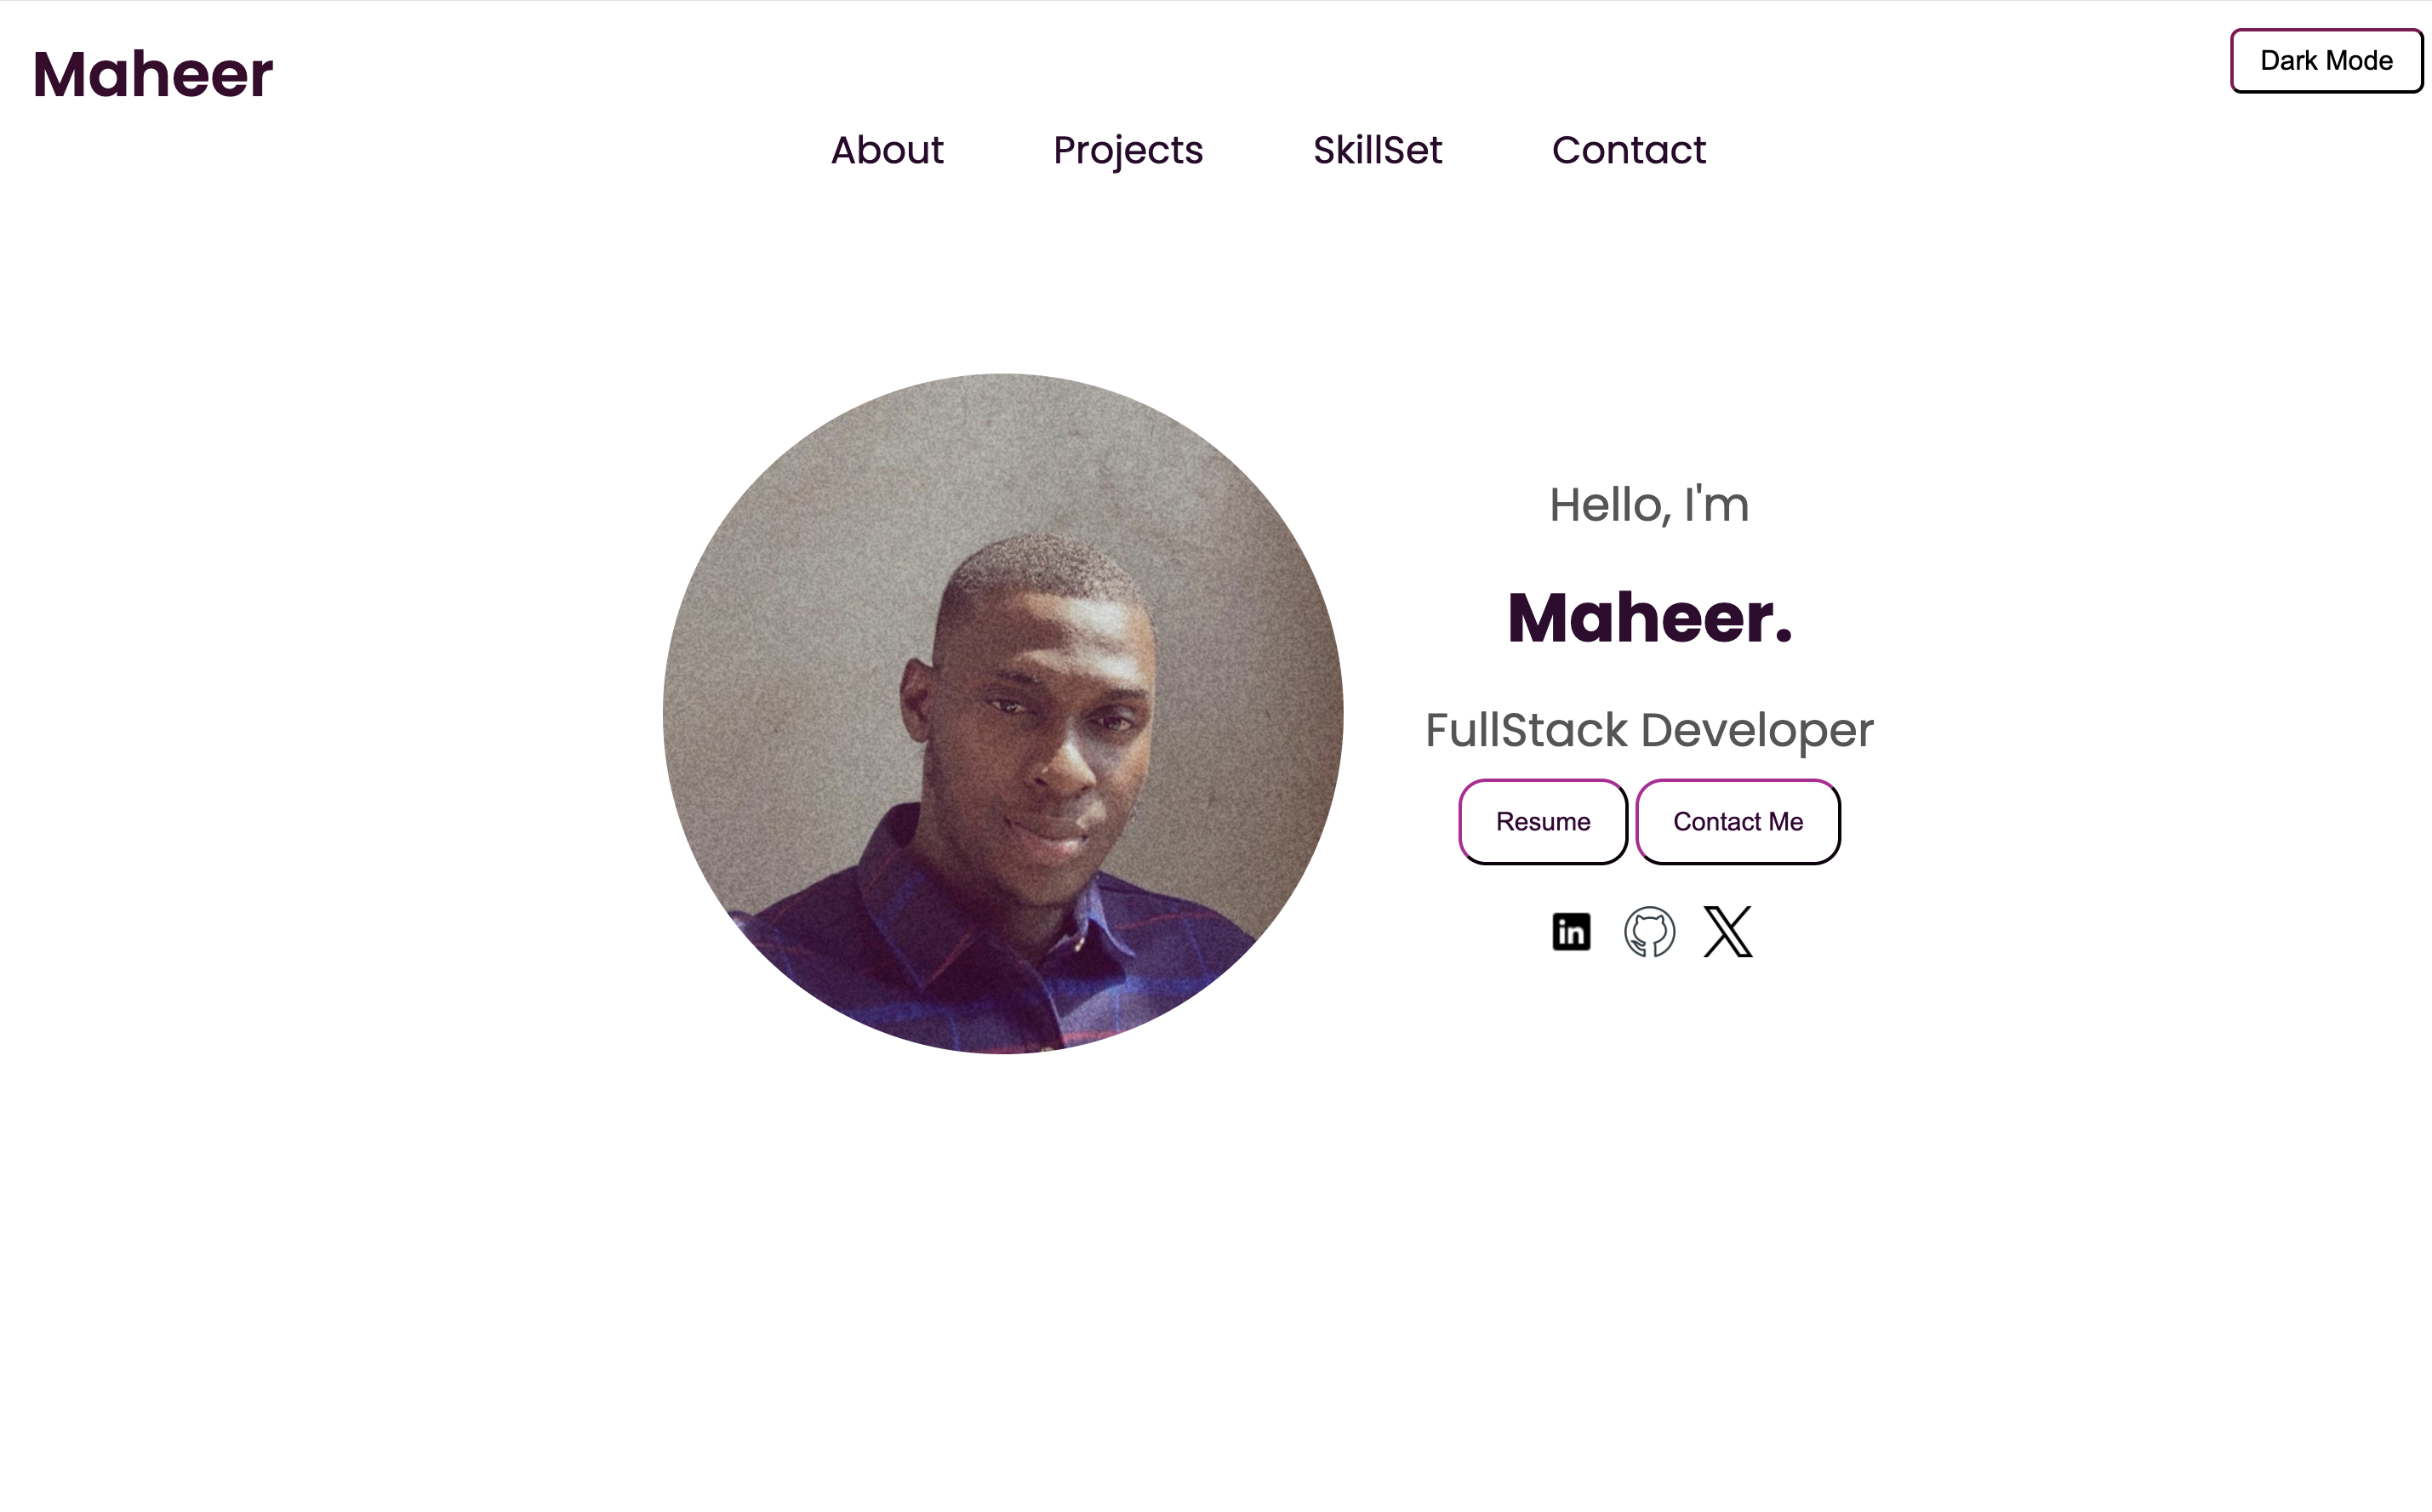 Maheer
Dark Mode
About Projects SkillSet Contact
Hello, I'm
Maheer.
FullStack Developer
Resume Contact Me
in